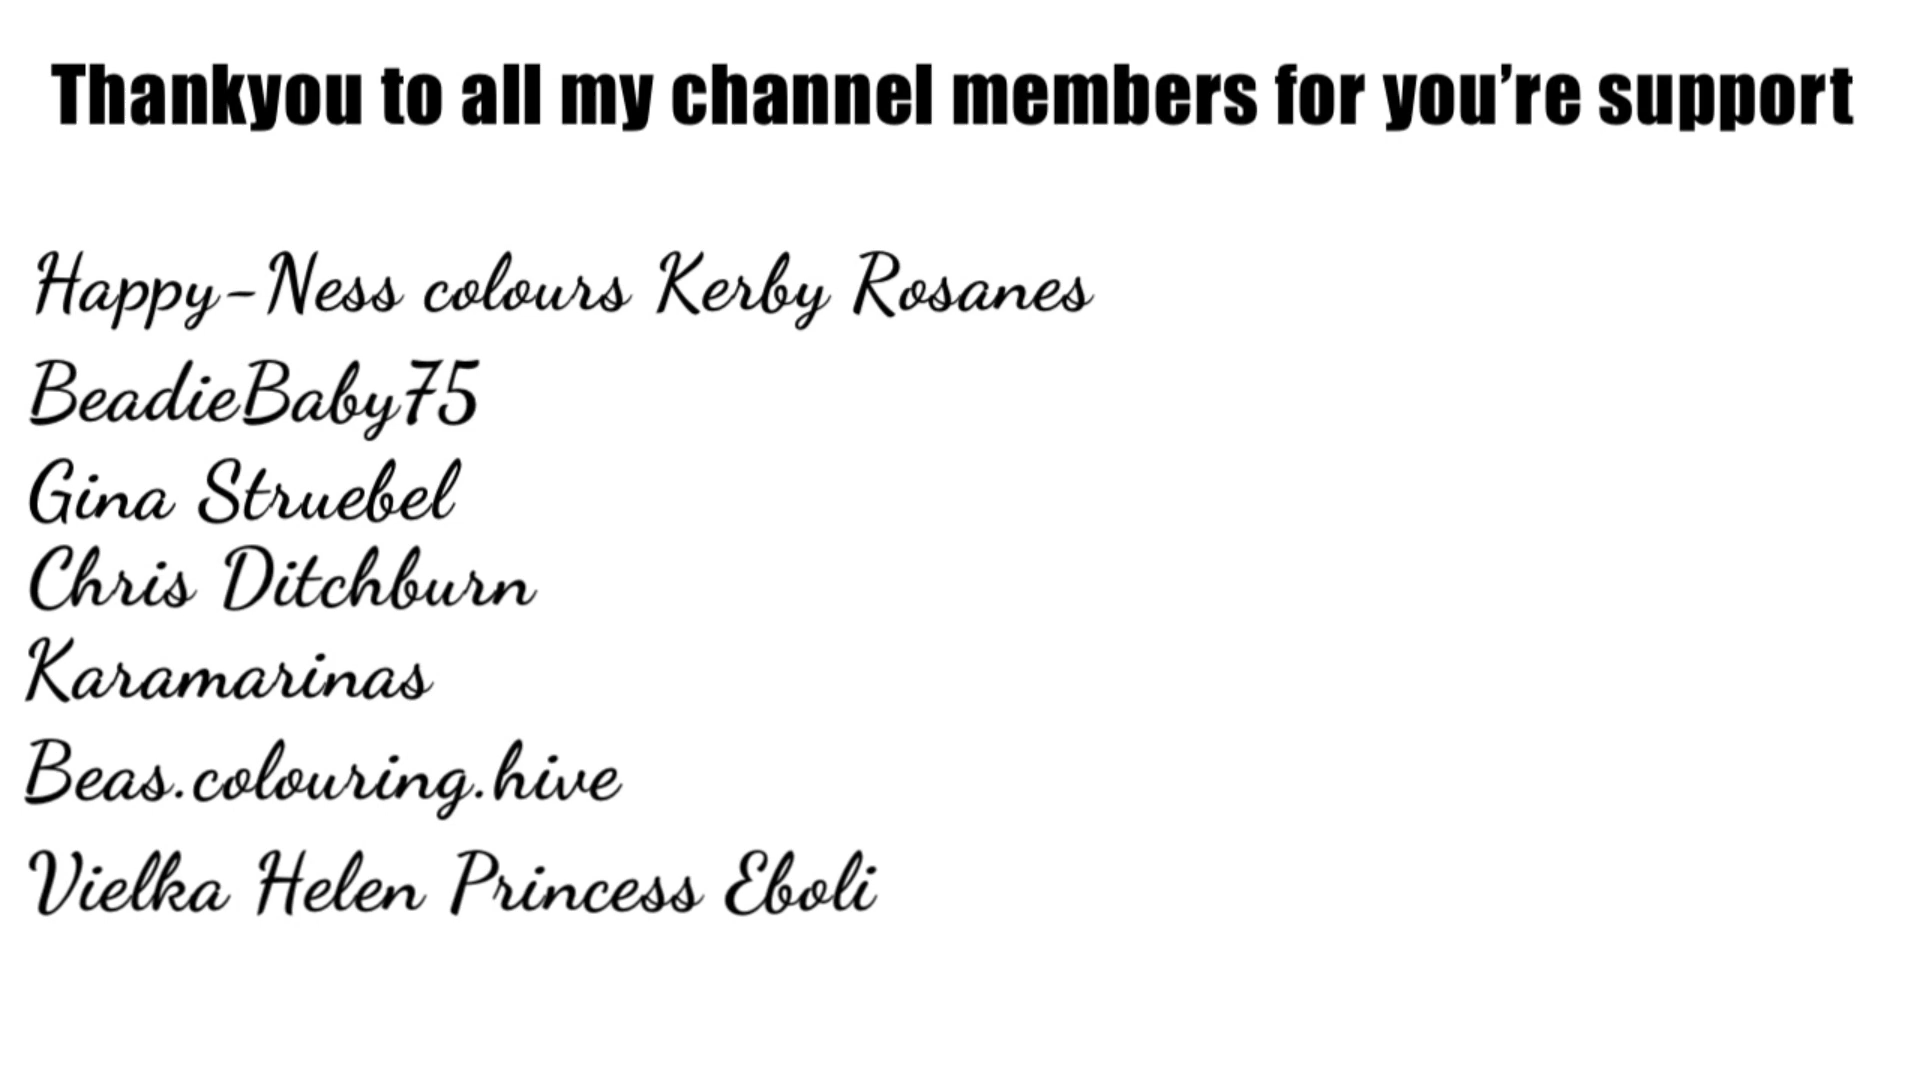 Thankyou to all my channel members for you’re support
Happy-Ness colours Kerby Rosanes
BeadieBaby75
Gina Struebel
Chris Ditchburn
Karamarinas
Beas.colouring.hive
Vielka Helen Princess Eboli